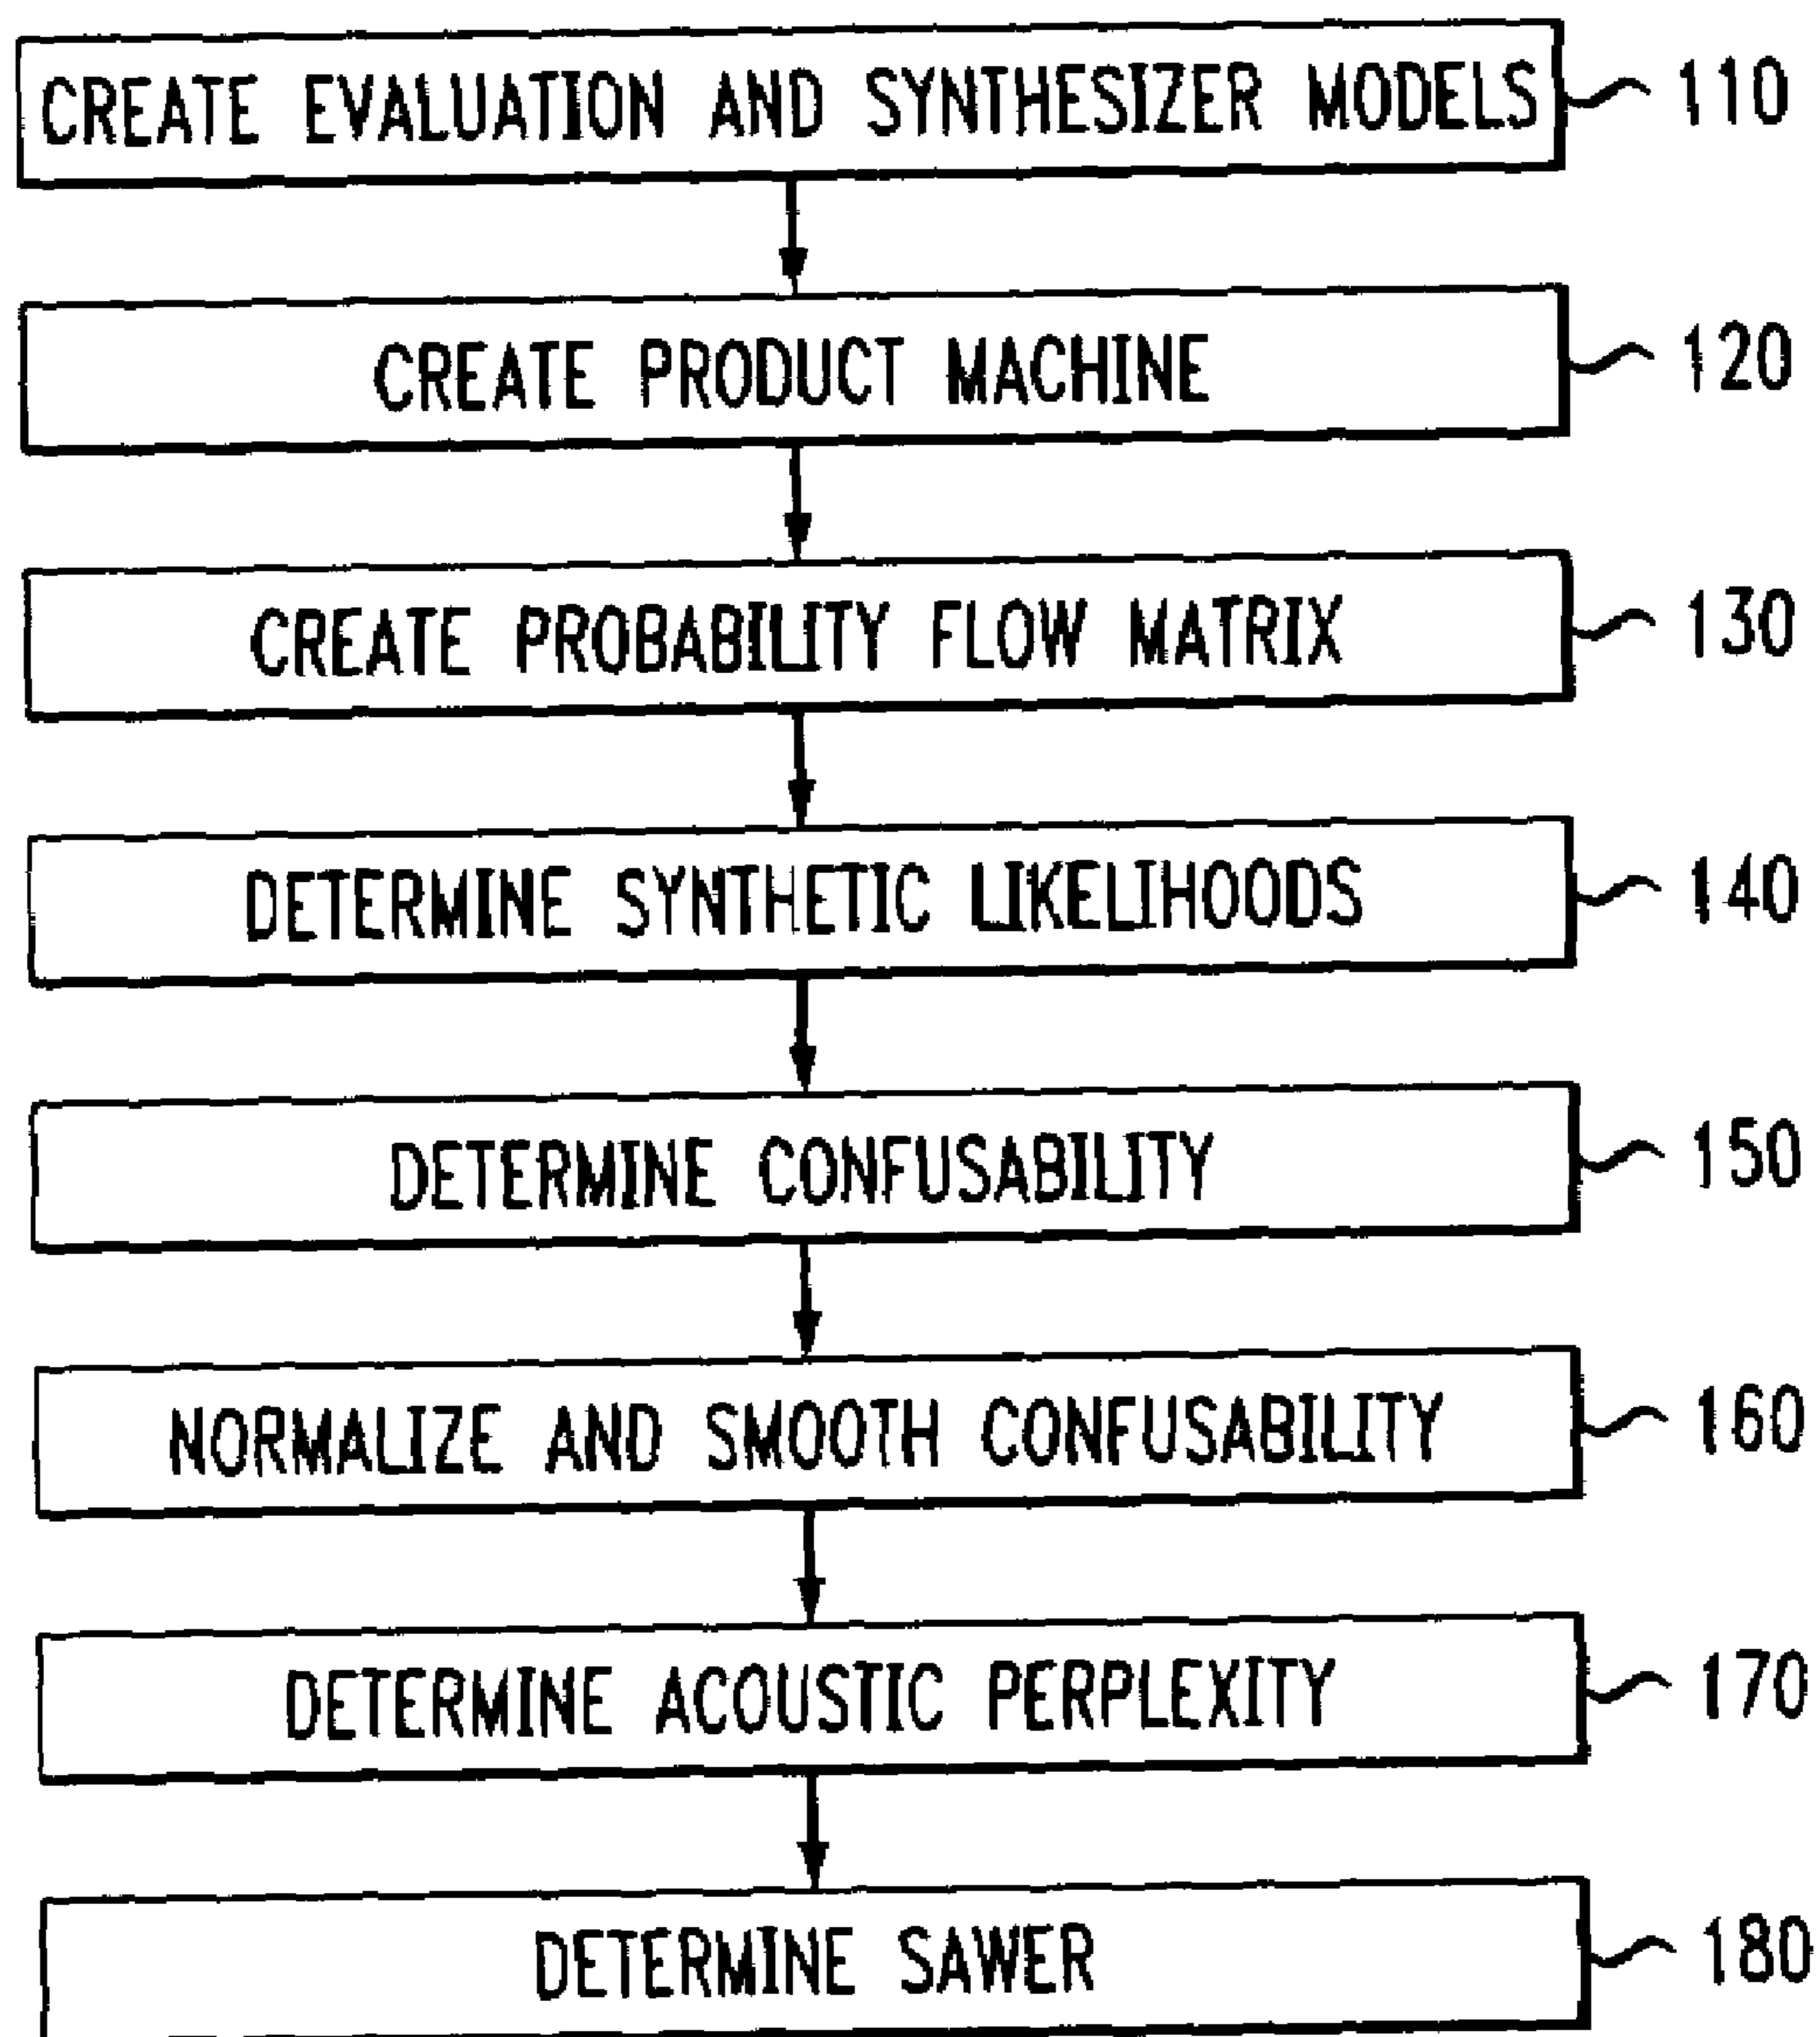 CREATE EVALUATION AND SYNTHESIZER MODELS 110
CREATE PRODUCT MACHINE 120
CREATE PROBABILITY FLOW MATRIX 130
DETERMINE SYNTHETIC LIKELIHOODS 140
DETERMINE CONFUSABILITY 150
NORMALIZE AND SMOOTH CONFUSABILITY 160
DETERMINE ACOUSTIC PERPLEXITY 170
DETERMINE SAWER 180